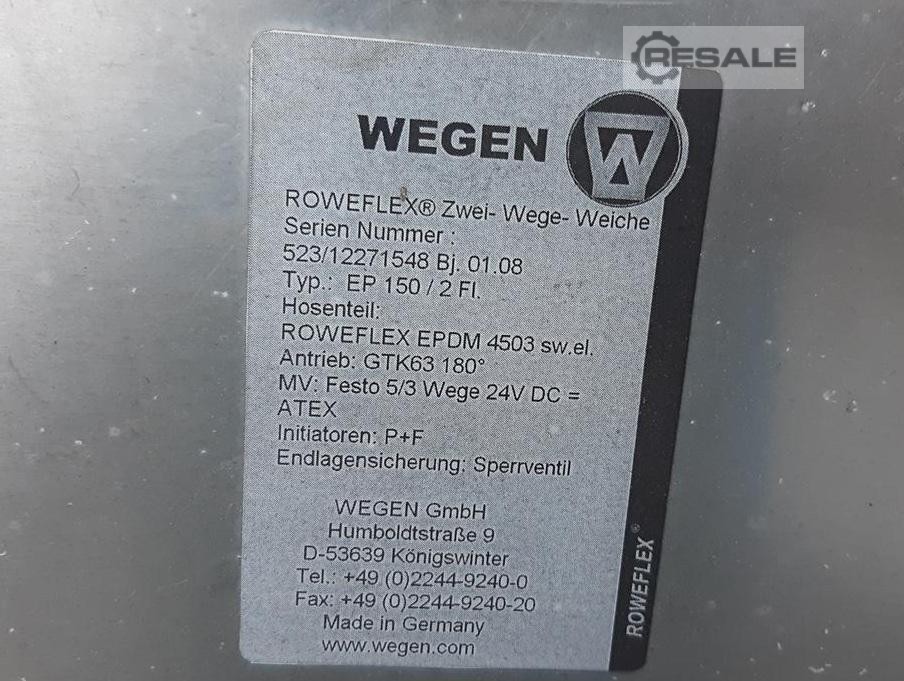 RESALE
WEGEN
W
ROWEFLEX® Zwei- Wege- Weiche
Serien Nummer :
523/12271548 Bj. 01.08
Typ.: EP 150 / 2 Fl.
Hosenteil:
ROWEFLEX EPDM 4503 sw.el.
Antrieb: GTK63 180°
MV: Festo 5/3 Wege 24V DC =
ATEX
Initiatoren: P+F
Endlagensicherung: Sperrventil
WEGEN GmbH
Humboldtstraße 9
D-53639 Königswinter
Tel.: +49 (0)2244-9240-0
Fax: +49 (0)2244-9240-20
Made in Germany
www.wegen.com
ROWEFLEX®